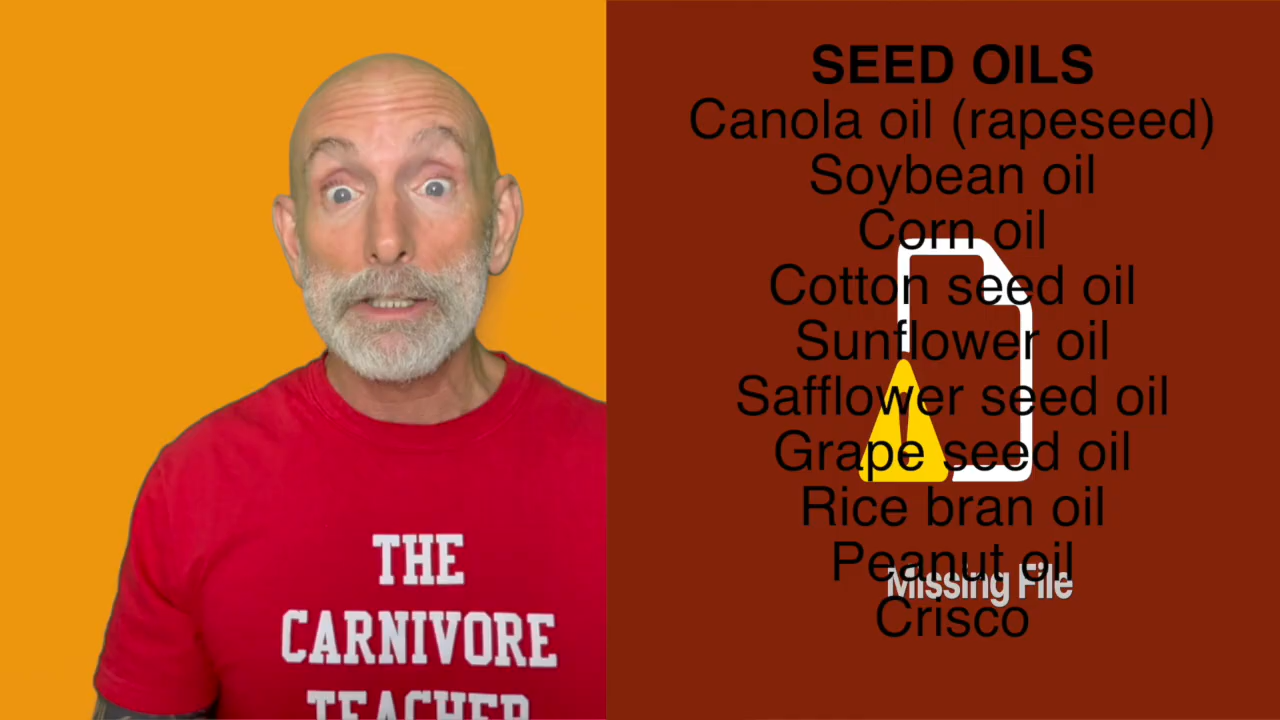 THE
CARNIVORE
TEACHER
SEED OILS
Canola oil (rapeseed)
Soybean oil
Corn oil
Cotton seed oil
Sunflower oil
Safflower seed oil
Grape seed oil
Rice bran oil
Peanut oil
Missing File
Crisco